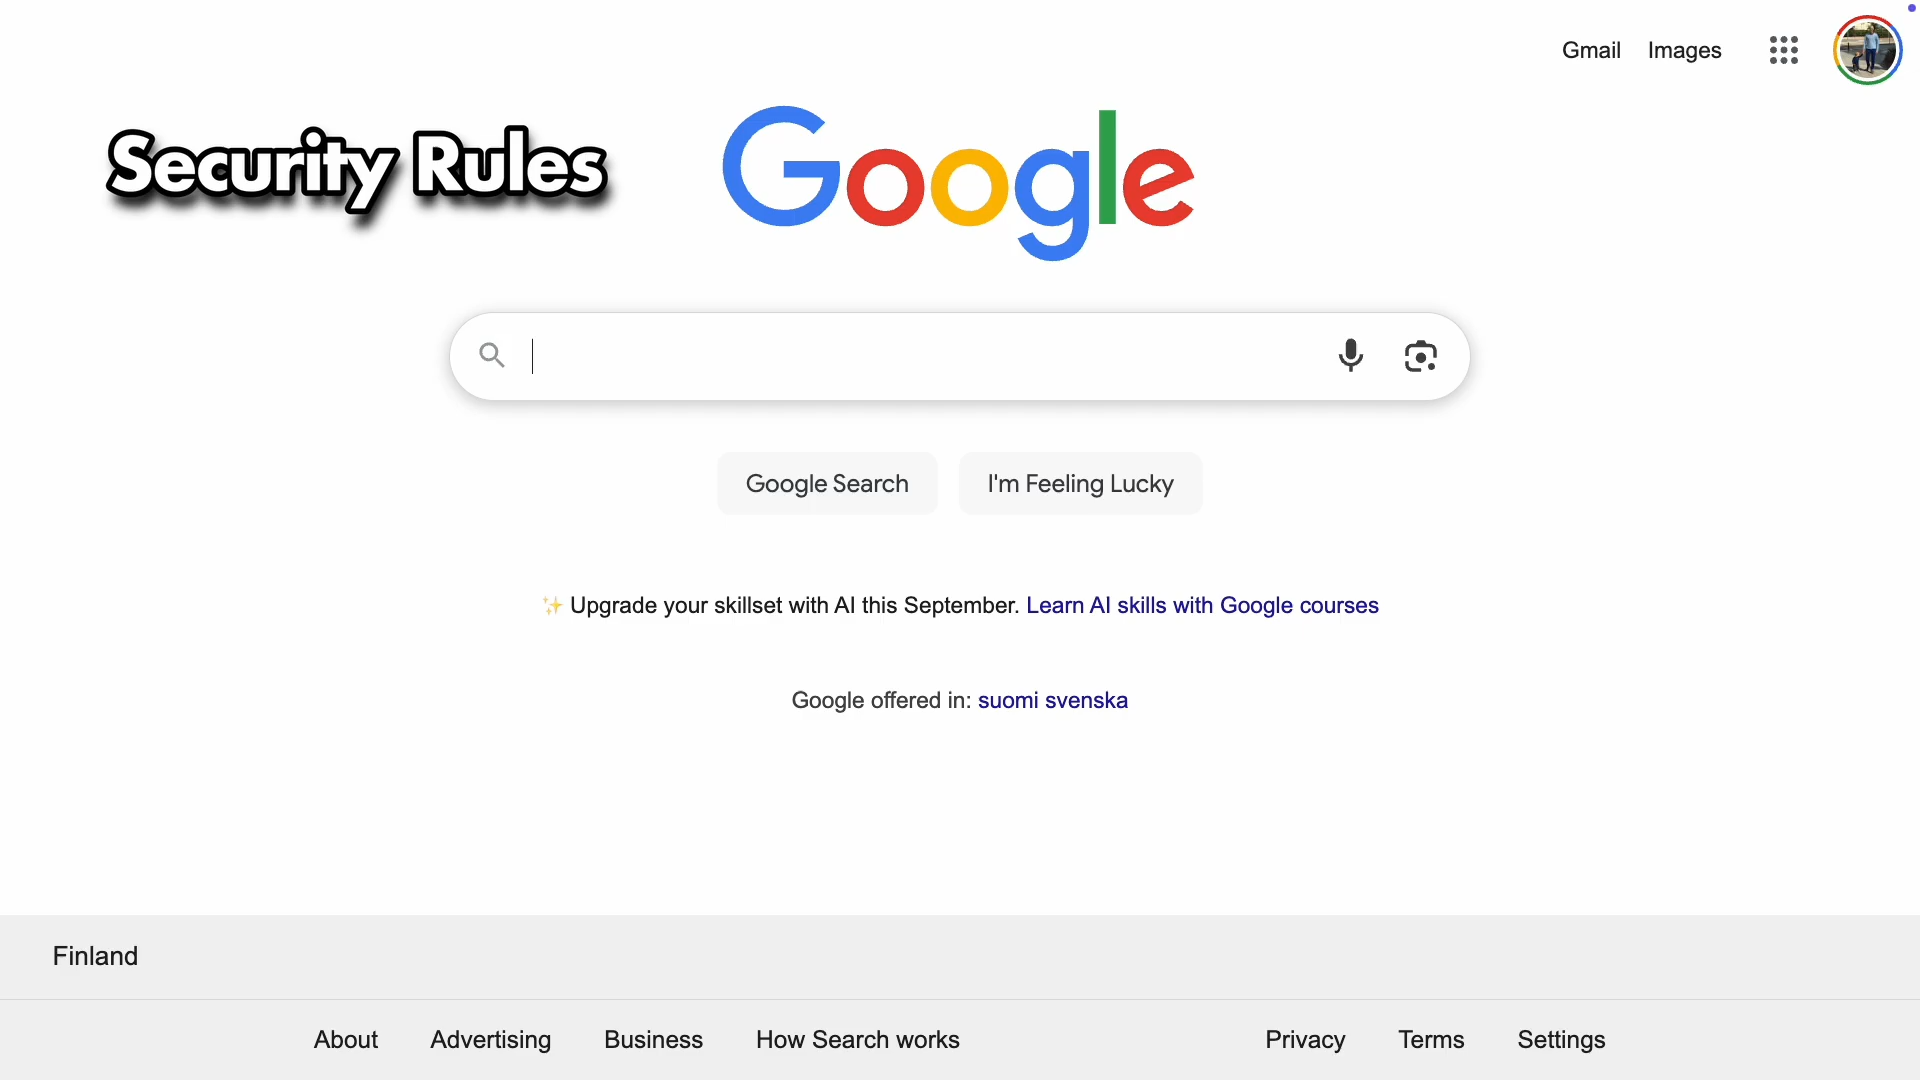 Gmail Images
Security Rules
Google
Google Search
I'm Feeling Lucky
✨ Upgrade your skillset with AI this September. Learn AI skills with Google courses
Google offered in: suomi svenska
Finland
About Advertising Business How Search works Privacy Terms Settings